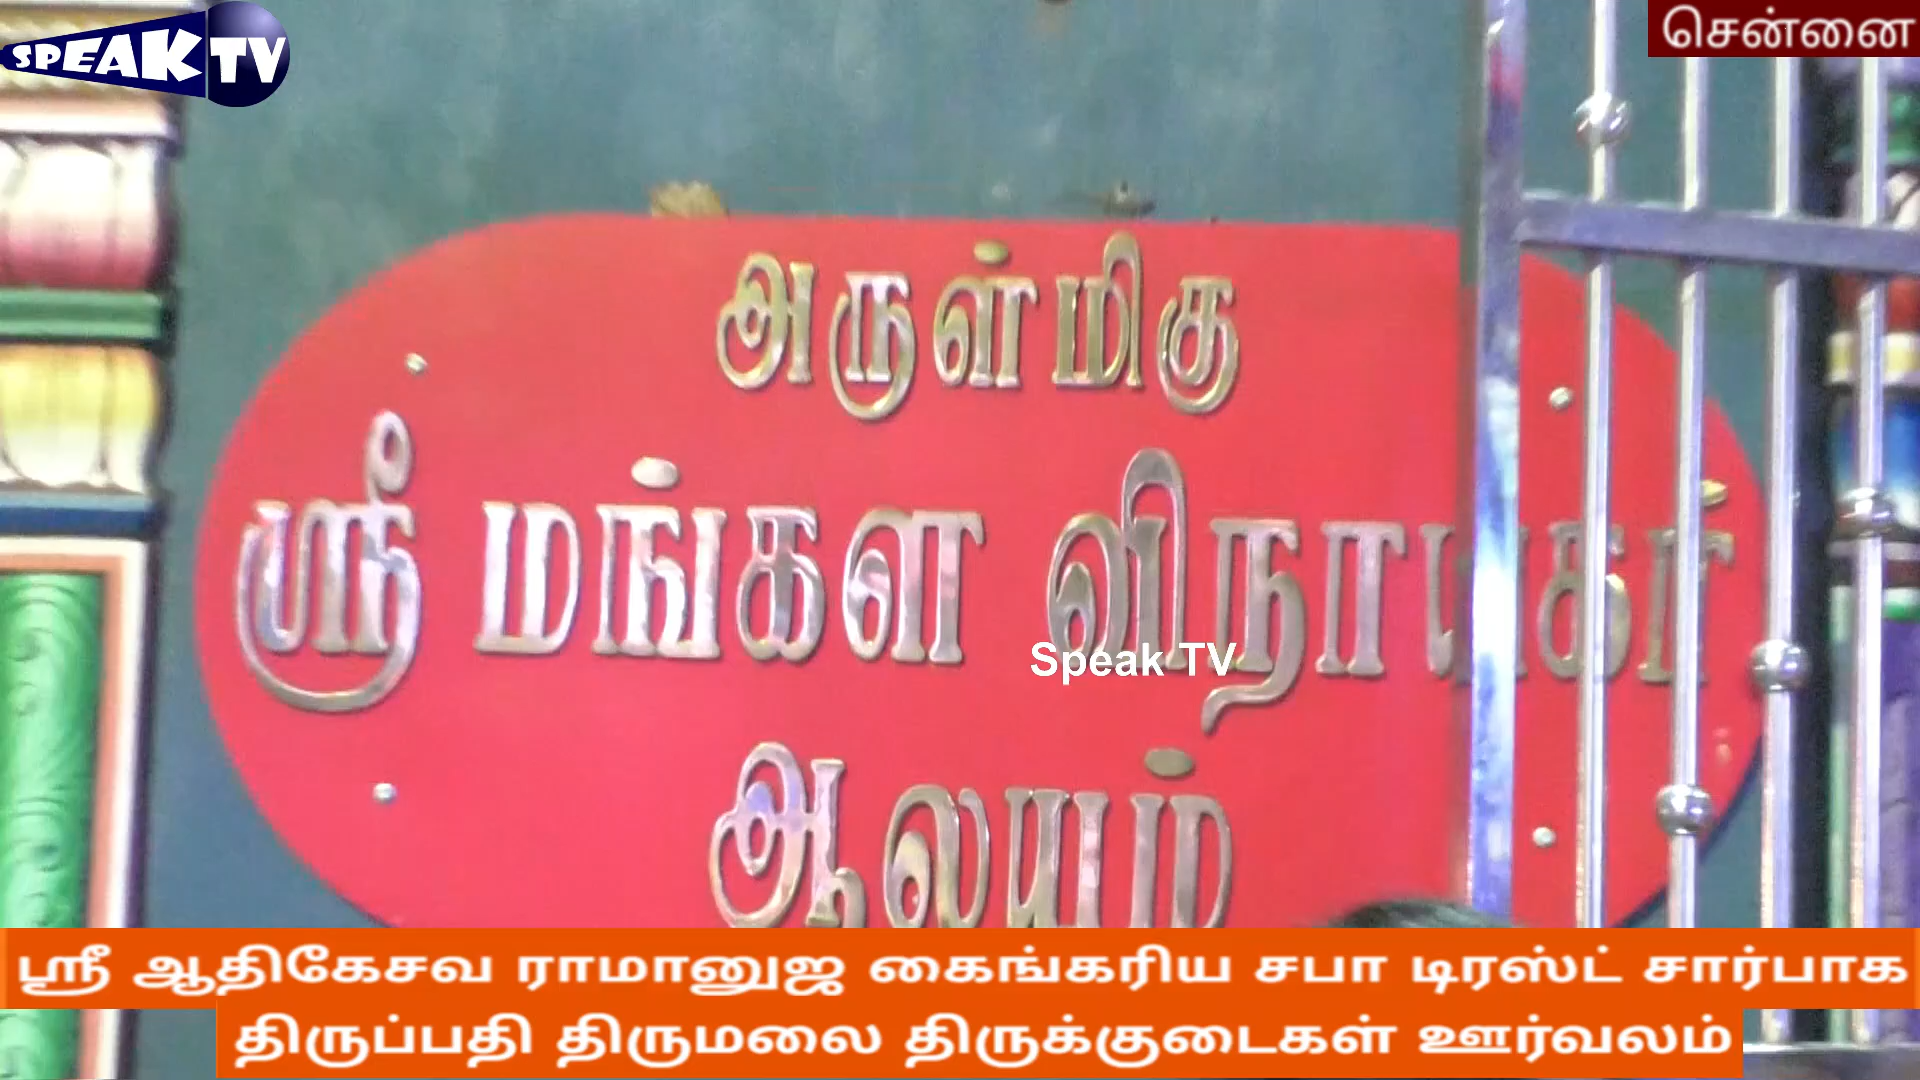 SPEAK TV
சென்னை
அருள்மிகு
ஸ்ரீ மங்கள விநாயகர்
Speak TV
ஆலயம்
ஸ்ரீ ஆதிகேசவ ராமானுஜ கைங்கரிய சபா டிரஸ்ட் சார்பாக
திருப்பதி திருமலை திருக்குடைகள் ஊர்வலம்